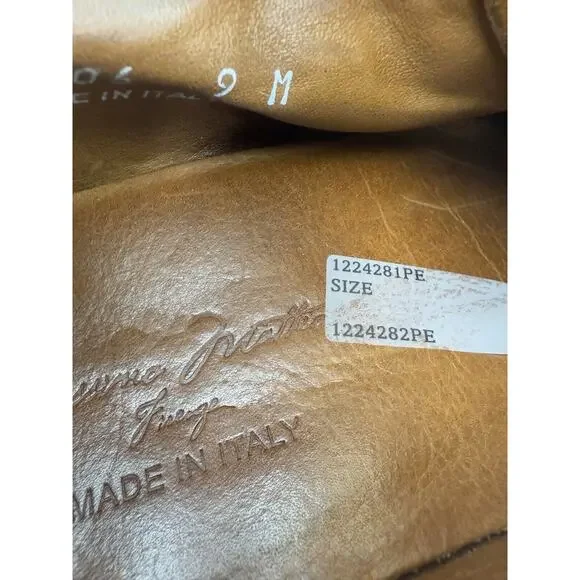 9 M
E IN ITAL
1224281PE
SIZE
1224282PE
Firenze
MADE IN ITALY